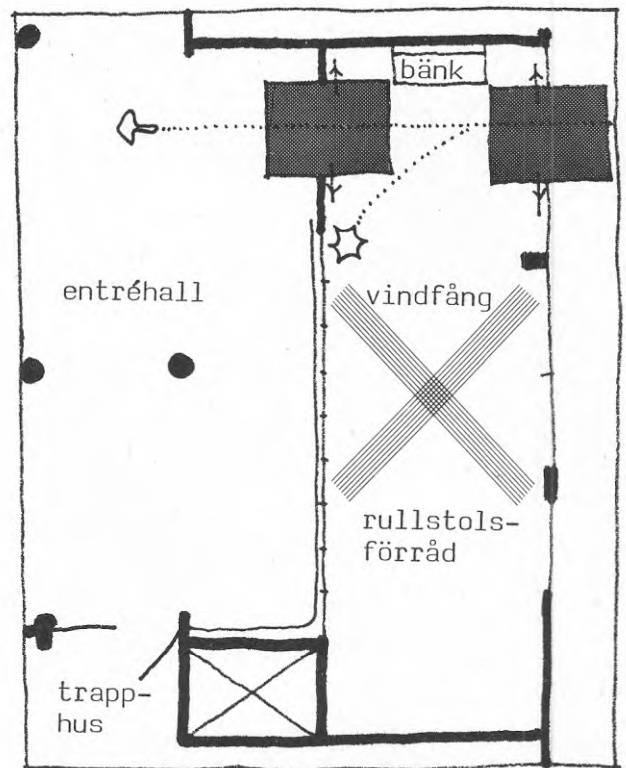 bänk
entréhall
vindfång
rullstols-
förråd
trapp-
hus